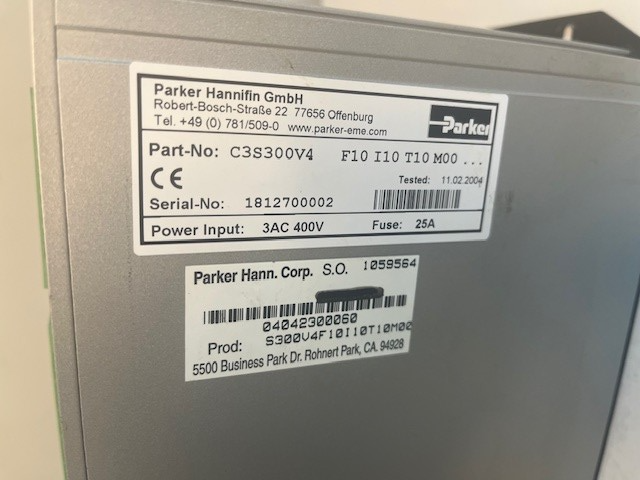 Parker Hannifin GmbH
Robert-Bosch-Straße 22 77656 Offenburg
Tel. +49 (0) 781/509-0 www.parker-eme.com
Parker
Part-No: C3S300V4 F10 I10 T10 M00 ...
CE
Tested: 11.02.2004
Serial-No: 1812700002
Power Input: 3AC 400V Fuse: 25A
Parker Hann. Corp. S.O. 1059564
04042300060
Prod: S300V4F10I10T10M00
5500 Business Park Dr. Rohnert Park, CA. 94928